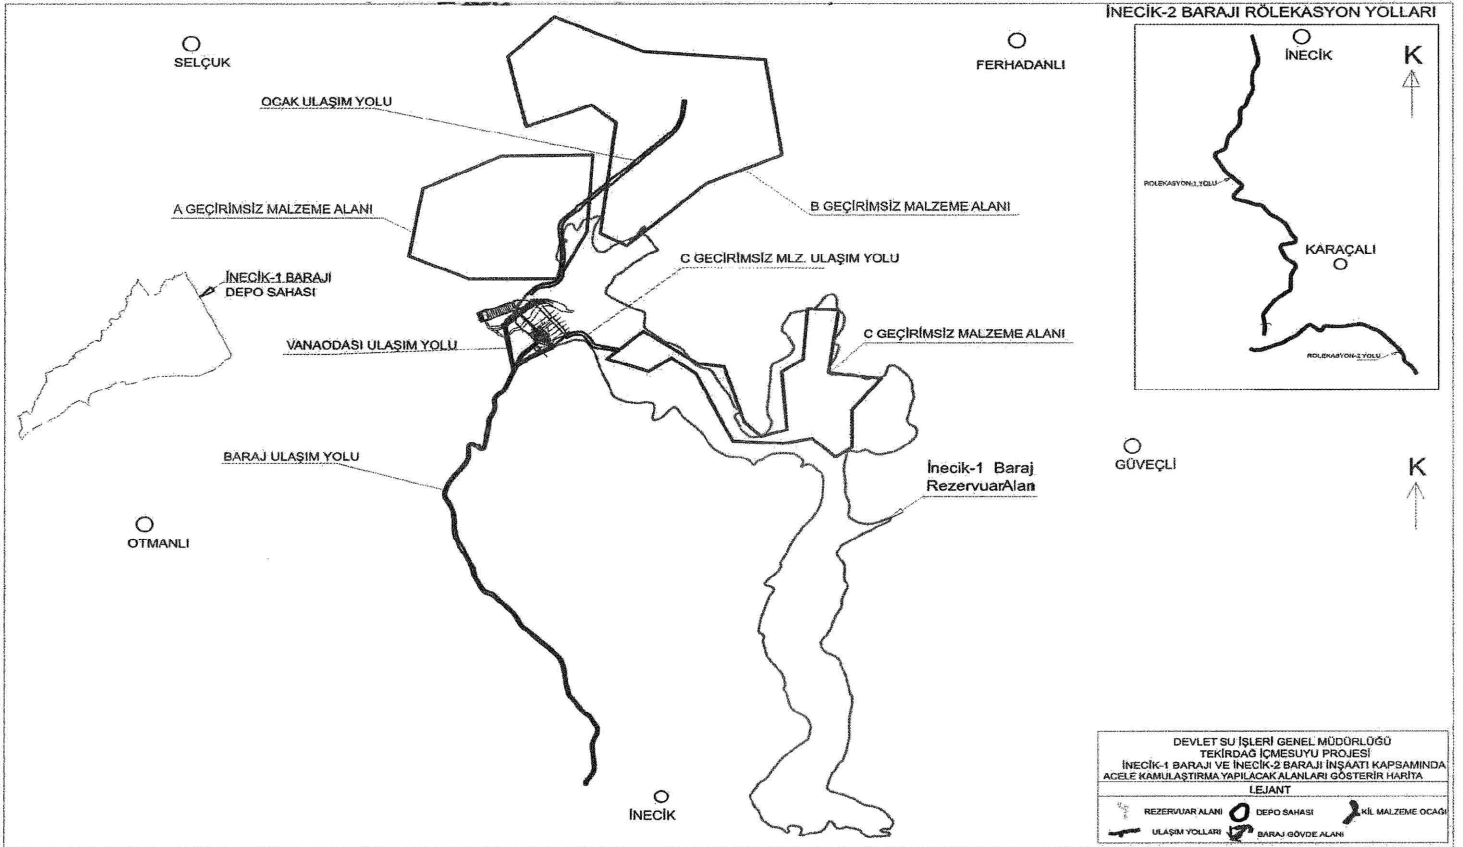 İNECİK-2 BARAJI RÖLEKASYON YOLLARI
SELÇUK
FERHADANLI
İNECİK
K
OCAK ULAŞIM YOLU
RÖLEKASYON-1 YOLU
A GEÇİRİMSİZ MALZEME ALANI
B GEÇİRİMSİZ MALZEME ALANI
KARAÇALI
C GECİRİMSİZ MLZ. ULAŞIM YOLU
İNECİK-1 BARAJI
DEPO SAHASI
VANAODASI ULAŞIM YOLU
C GEÇİRİMSİZ MALZEME ALANI
RÖLEKASYON-2 YOLU
BARAJ ULAŞIM YOLU
GÜVEÇLİ
K
İnecik-1 Baraj
RezervuarAlan
OTMANLI
İNECİK
DEVLET SU İŞLERİ GENEL MÜDÜRLÜĞÜ
TEKİRDAĞ İÇMESUYU PROJESİ
İNECİK-1 BARAJI VE İNECİK-2 BARAJI İNŞAATI KAPSAMINDA
ACELE KAMULAŞTIRMA YAPILACAK ALANLARI GÖSTERİR HARİTA
LEJANT
REZERVUAR ALANI
DEPO SAHASI
KİL MALZEME OCAĞI
ULAŞIM YOLLARI
BARAJ GÖVDE ALANI